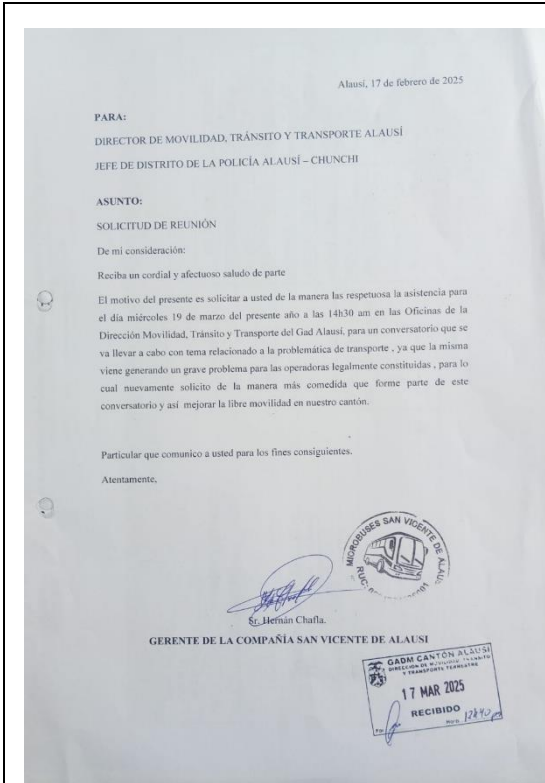 Alausí, 17 de febrero de 2025
PARA:
DIRECTOR DE MOVILIDAD, TRÁNSITO Y TRANSPORTE ALAUSÍ
JEFE DE DISTRITO DE LA POLICÍA ALAUSÍ – CHUNCHI
ASUNTO:
SOLICITUD DE REUNIÓN
De mi consideración:
Reciba un cordial y afectuoso saludo de parte
El motivo del presente es solicitar a usted de la manera las respetuosa la asistencia para
el día miércoles 19 de marzo del presente año a las 14h30 am en las Oficinas de la
Dirección Movilidad, Tránsito y Transporte del Gad Alausí, para un conversatorio que se
va llevar a cabo con tema relacionado a la problemática de transporte , ya que la misma
viene generando un grave problema para las operadoras legalmente constituidas , para lo
cual nuevamente solicito de la manera más comedida que forme parte de este
conversatorio y así mejorar la libre movilidad en nuestro cantón.
Particular que comunico a usted para los fines consiguientes.
Atentamente,
MICROBUSES SAN VICENTE DE ALAUSI
RUC:
Sr. Hernán Chafla.
GERENTE DE LA COMPAÑÍA SAN VICENTE DE ALAUSI
GADM CANTÓN ALAUSI
DIRECCIÓN DE MOVILIDAD TRÁNSITO
Y TRANSPORTE TERRESTRE
17 MAR 2025
RECIBIDO